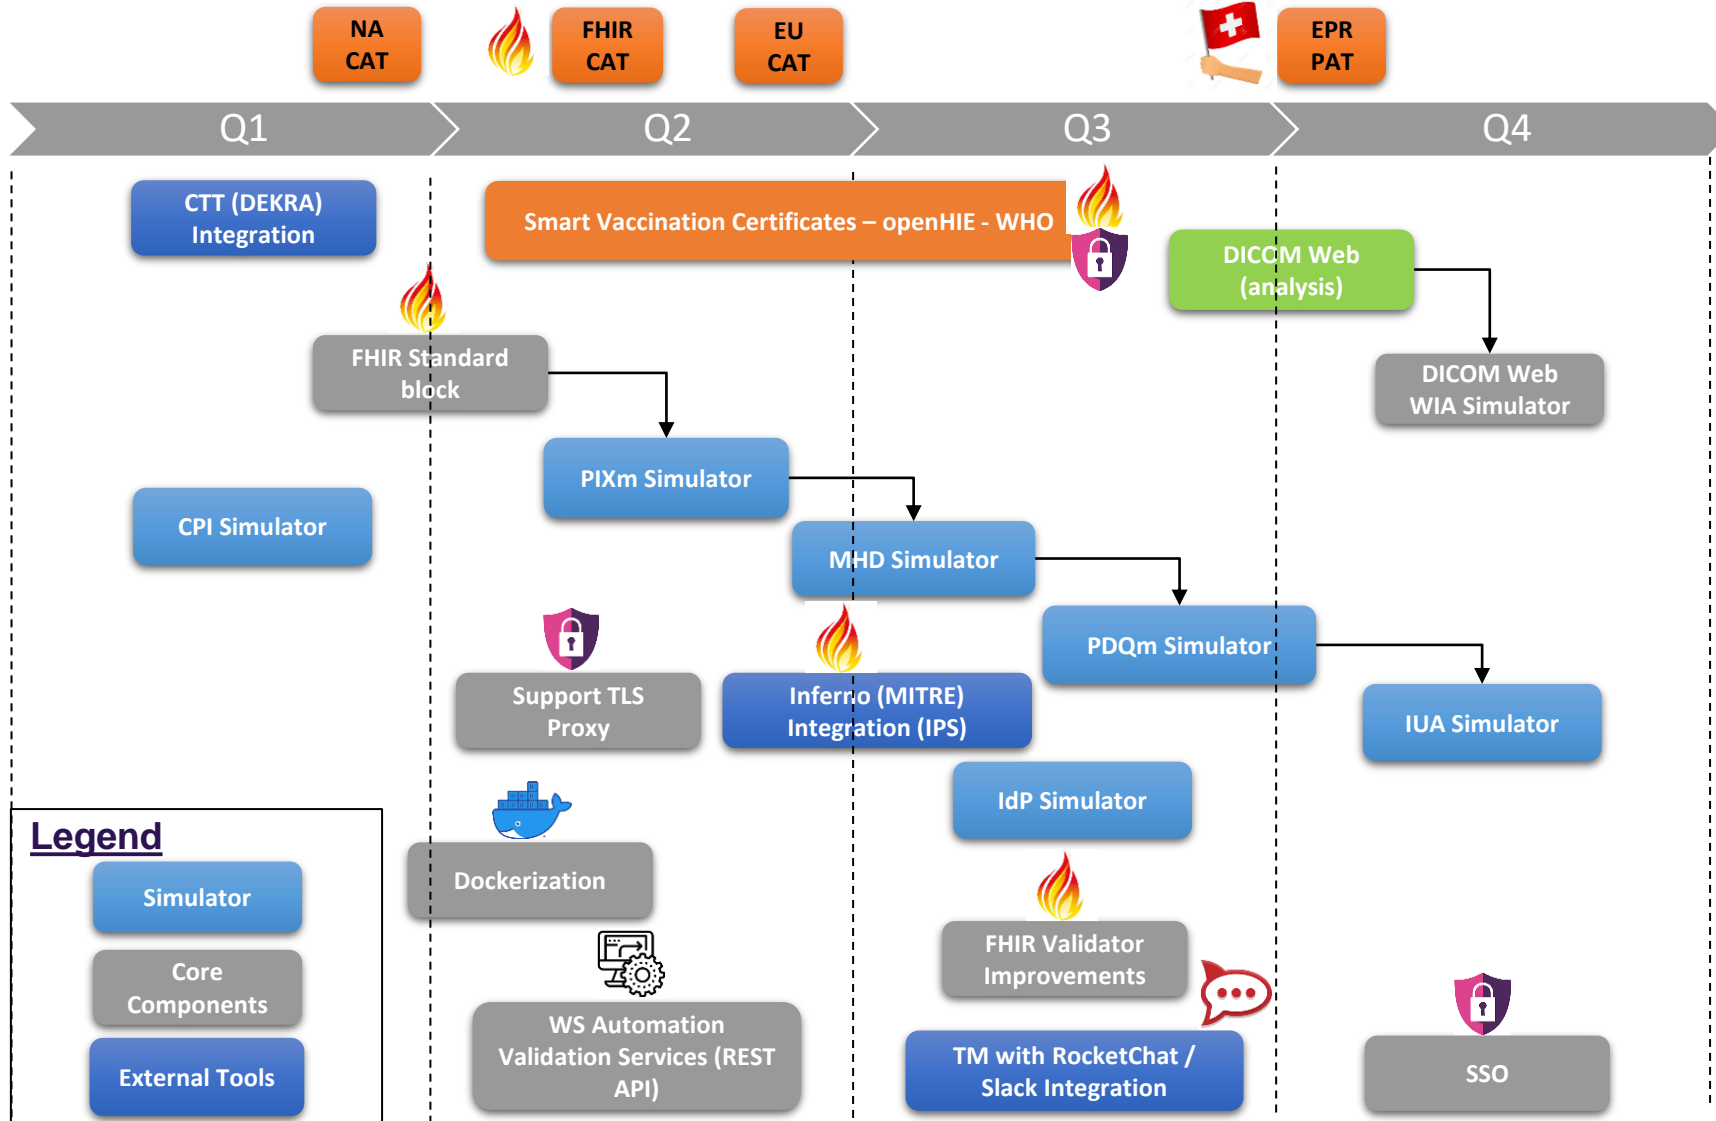 NA
CAT
FHIR
CAT
EU
CAT
EPR
PAT
Q1
Q2
Q3
Q4
CTT (DEKRA)
Integration
Smart Vaccination Certificates – openHIE - WHO
DICOM Web
(analysis)
FHIR Standard
block
DICOM Web
WIA Simulator
PIXm Simulator
CPI Simulator
MHD Simulator
PDQm Simulator
Support TLS
Proxy
Inferno (MITRE)
Integration (IPS)
IUA Simulator
IdP Simulator
Legend
Simulator
Core
Components
External Tools
Dockerization
FHIR Validator
Improvements
WS Automation
Validation Services (REST
API)
TM with RocketChat /
Slack Integration
SSO